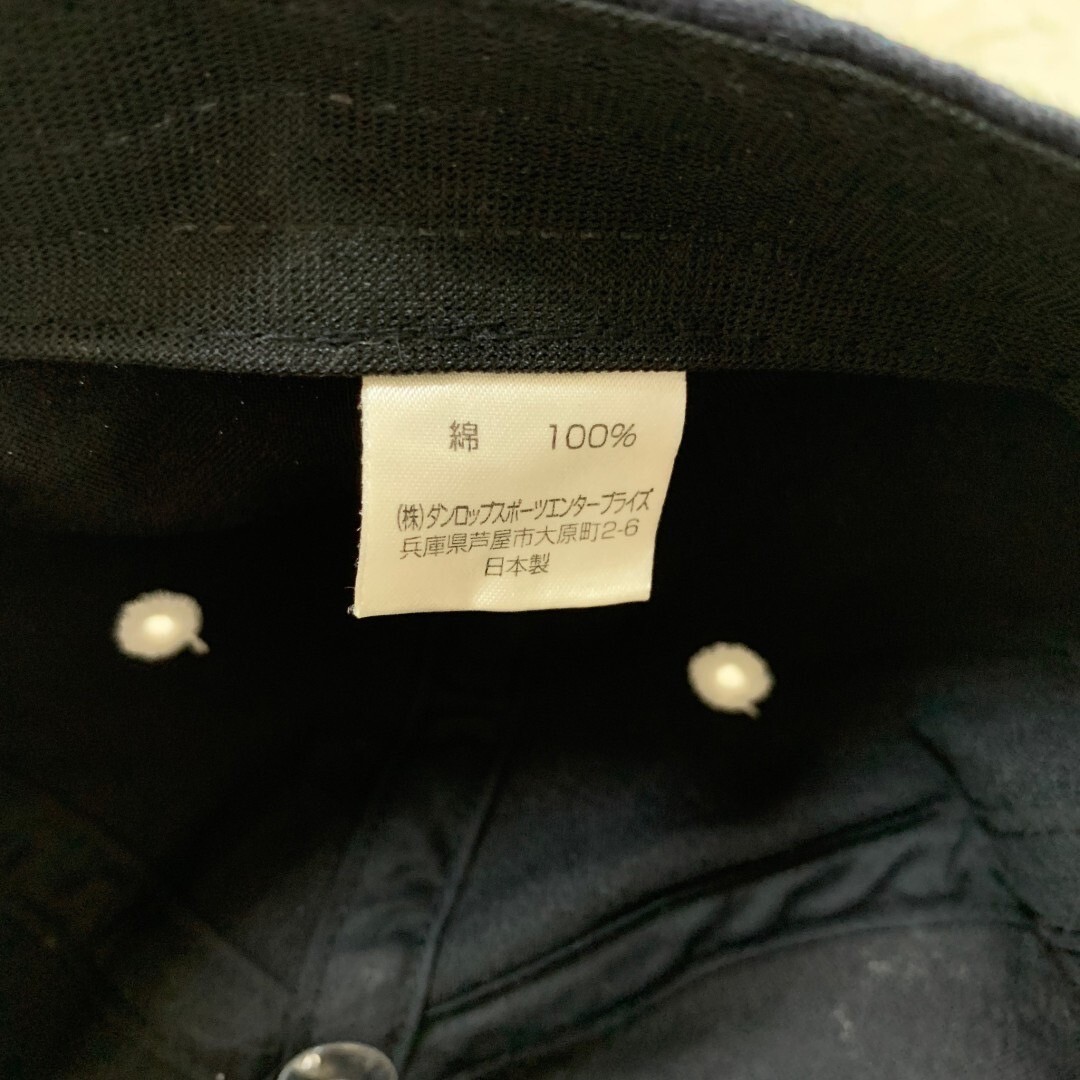 綿 100%
(株)ダンロップスポーツエンタープライズ
兵庫県芦屋市大原町2-6
日本製